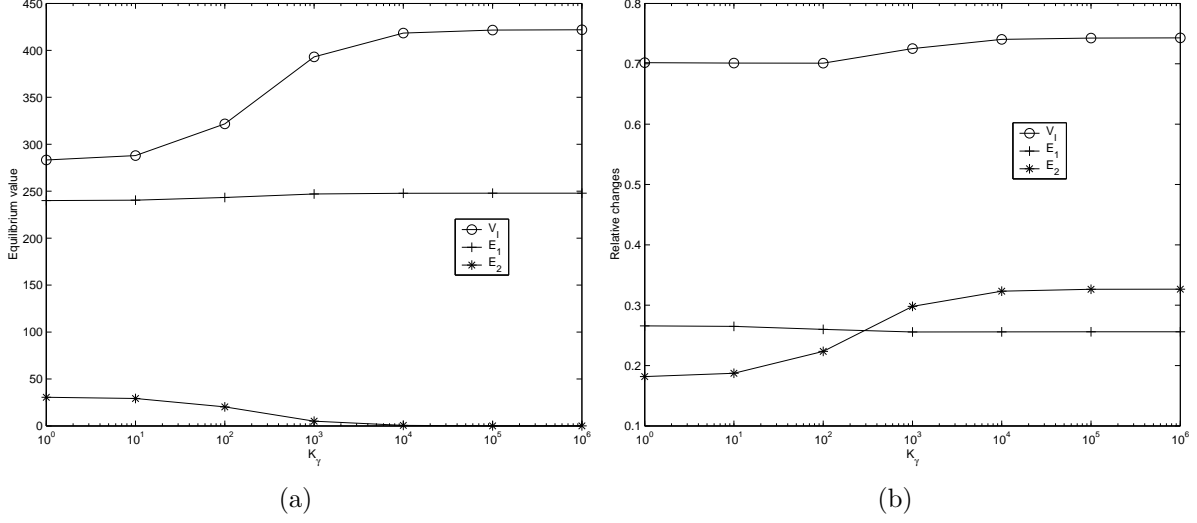 450
400
350
300
250
200
150
100
50
0
Equilibrium value
V_I
E_1
E_2
10^0
10^1
10^2
10^3
10^4
10^5
10^6
K_γ
(a)
0.8
0.7
0.6
0.5
0.4
0.3
0.2
0.1
Relative changes
V_I
E_1
E_2
10^0
10^1
10^2
10^3
10^4
10^5
10^6
K_γ
(b)